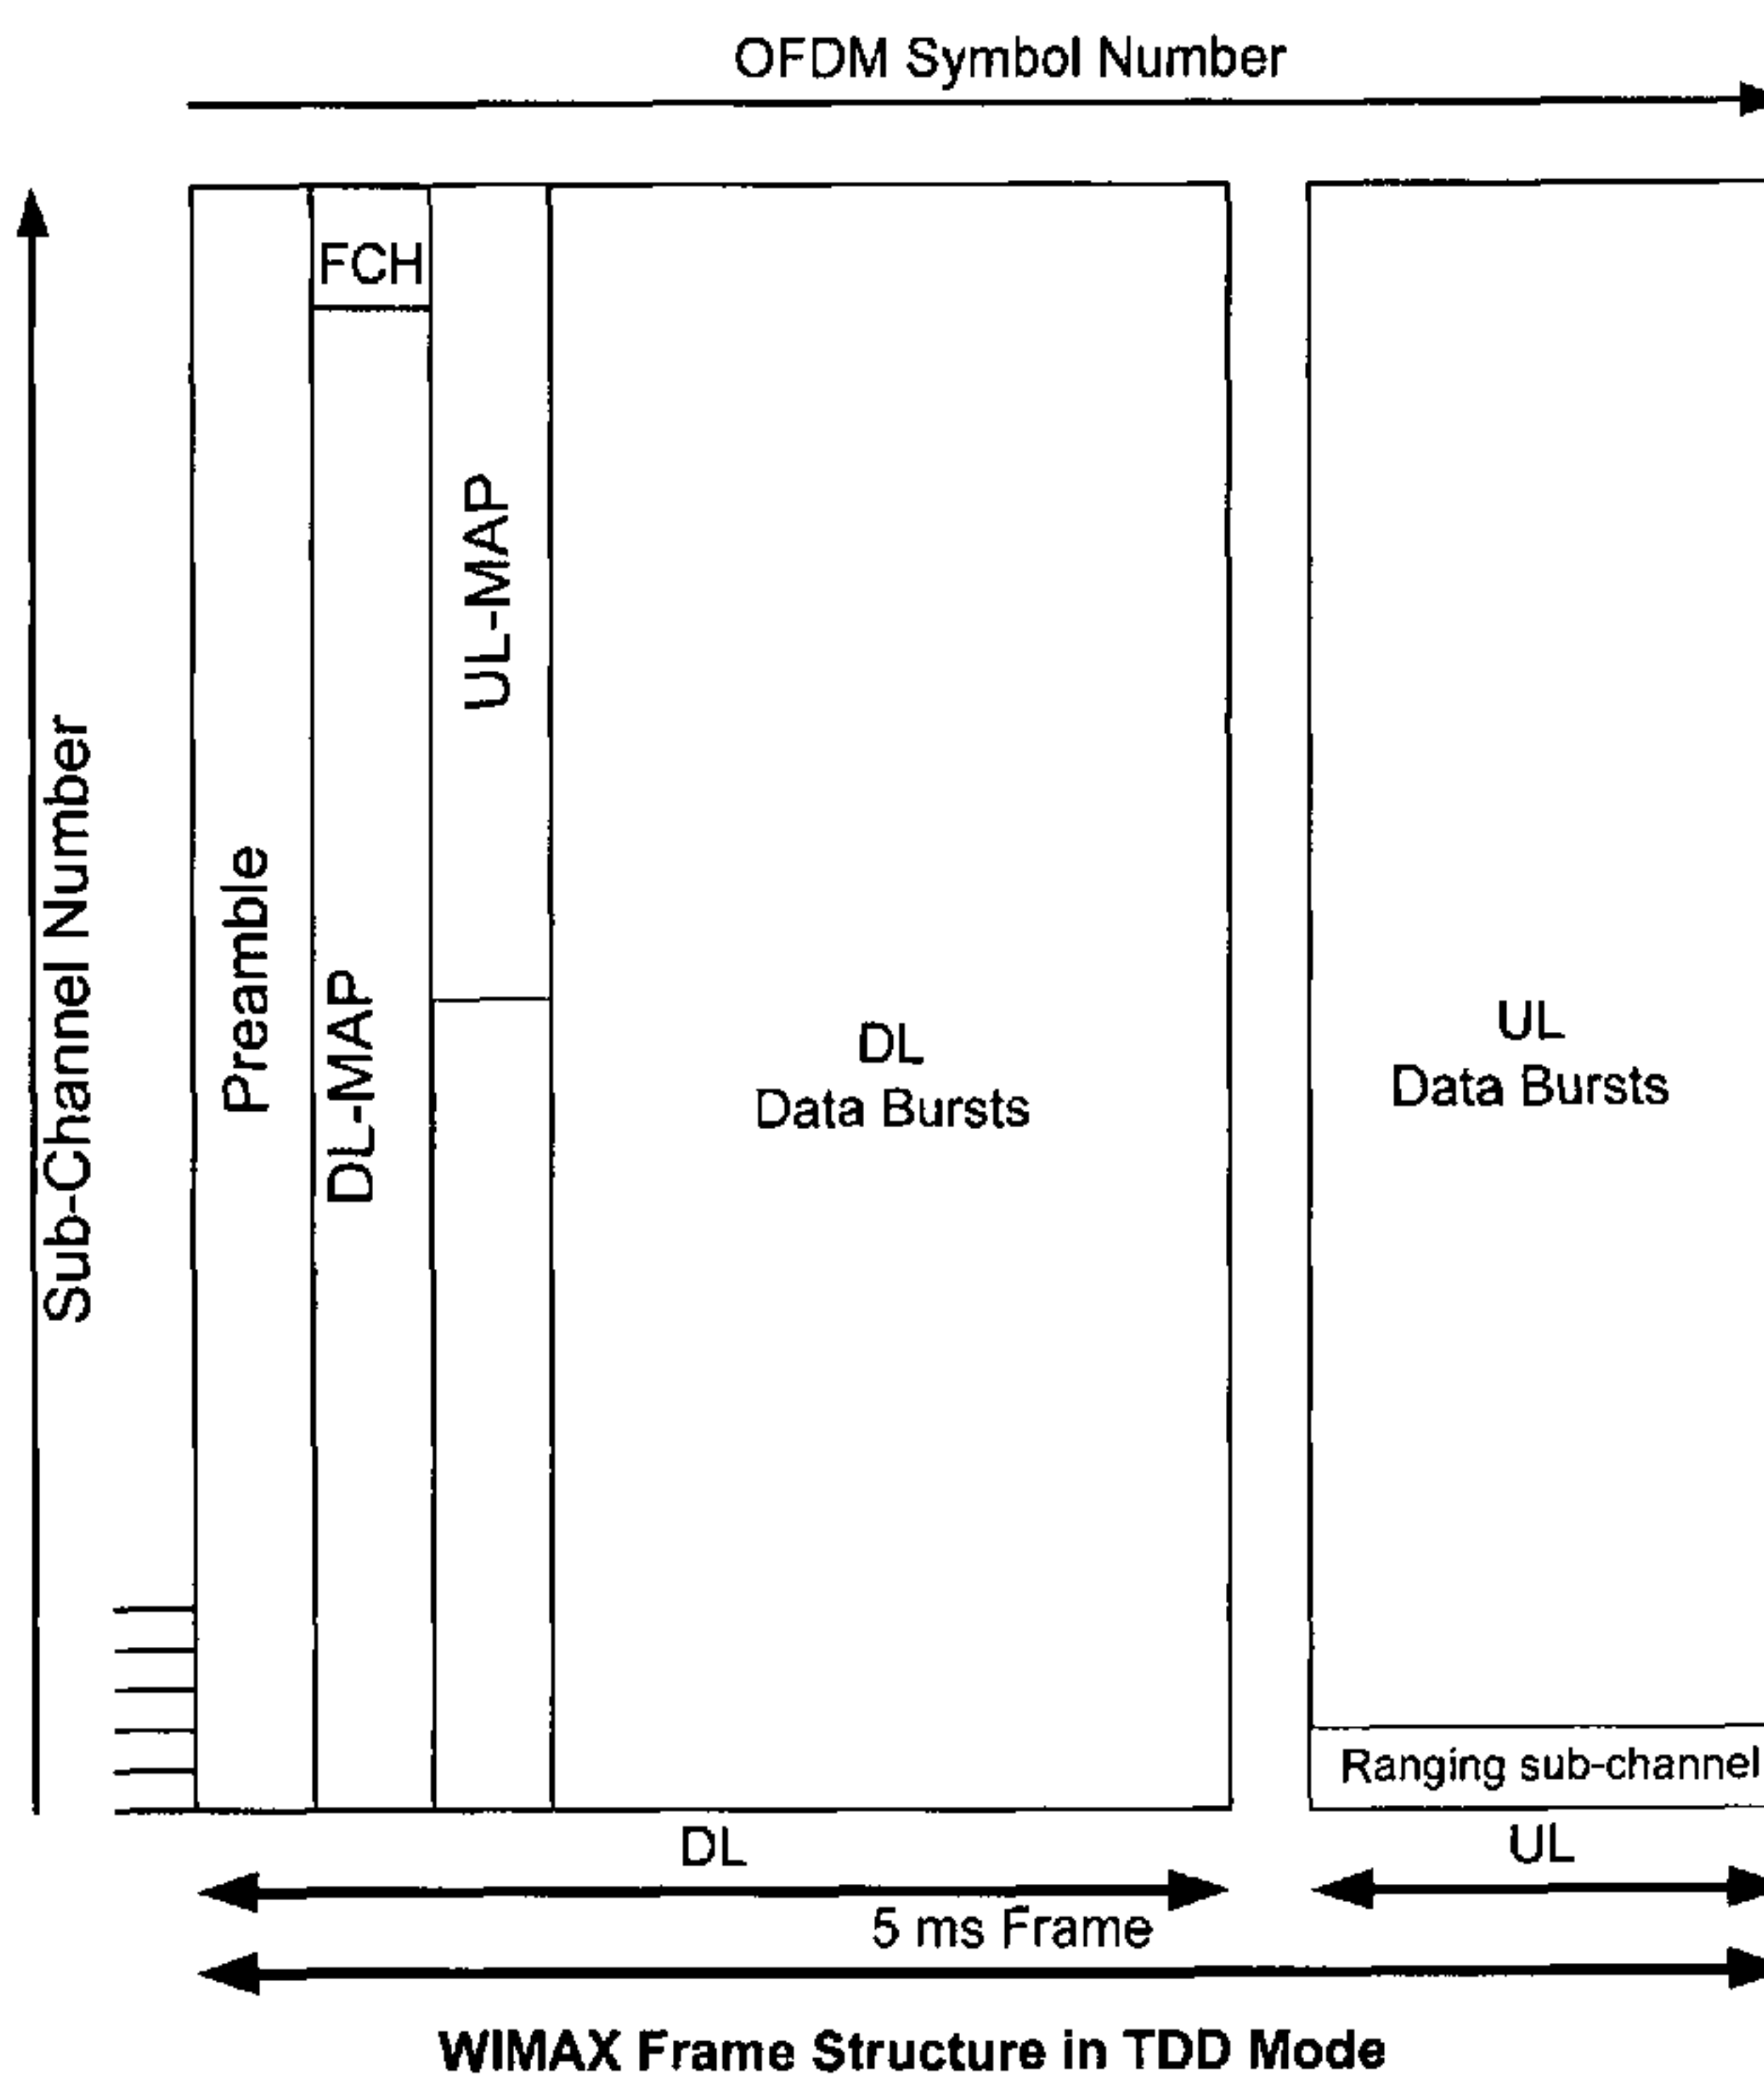 OFDM Symbol Number
FCH
UL-MAP
Sub-Channel Number
Preamble
DL-MAP
DL
Data Bursts
UL
Data Bursts
Ranging sub-channel
DL
UL
5 ms Frame
WIMAX Frame Structure in TDD Mode